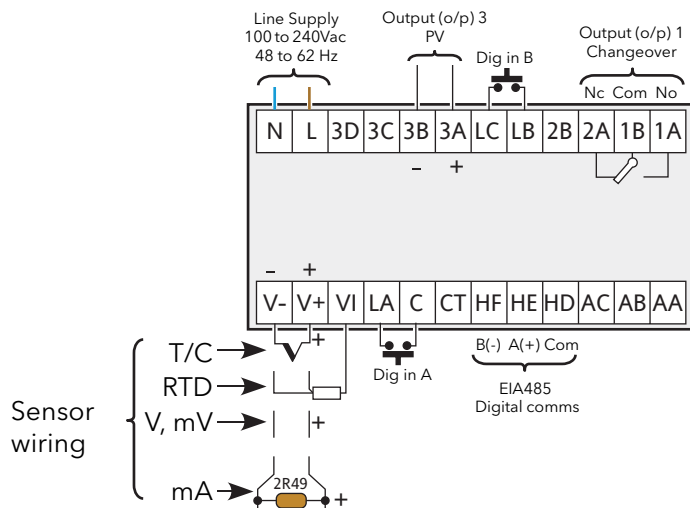 Line Supply
100 to 240Vac
48 to 62 Hz
Output (o/p) 3
PV
Dig in B
Output (o/p) 1
Changeover
Nc Com No
N L 3D 3C 3B 3A LC LB 2B 2A 1B 1A
- +
- +
V- V+ VI LA C CT HF HE HD AC AB AA
T/C
+
RTD
Dig in A
B(-) A(+) Com
EIA485
Digital comms
Sensor
wiring
V, mV
+
mA
2R49
+